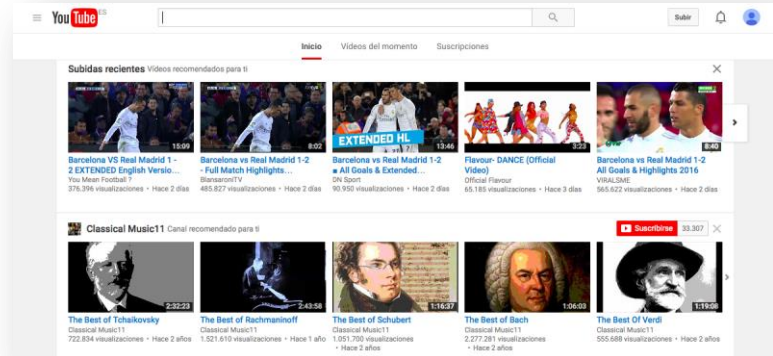 YouTube ES
Subir
Inicio Vídeos del momento Suscripciones
Subidas recientes Vídeos recomendados para ti
15:09 8:02 EXTENDED HL 13:46 3:23 8:40
Barcelona VS Real Madrid 1 - Barcelona vs Real Madrid 1-2 Barcelona vs Real Madrid 1-2 Flavour- DANCE (Official Barcelona vs Real Madrid 1-2
2 EXTENDED English Versio... - Full Match Highlights... ■ All Goals & Extended... Video) All Goals & Highlights 2016
You Mean Football ? BlansaroniTV DN Sport Official Flavour VIRALSME
376.396 visualizaciones • Hace 2 días 485.827 visualizaciones • Hace 2 días 90.950 visualizaciones • Hace 2 días 65.185 visualizaciones • Hace 3 días 565.622 visualizaciones • Hace 2 días
Classical Music11 Canal recomendado para ti Suscribirse 33.307
2:32:23 2:43:58 1:16:37 1:06:03 1:19:08
The Best of Tchaikovsky The Best of Rachmaninoff The Best of Schubert The Best of Bach The Best Of Verdi
Classical Music11 Classical Music11 Classical Music11 Classical Music11 Classical Music11
722.834 visualizaciones • Hace 2 años 1.521.610 visualizaciones • Hace 1 año 1.051.700 visualizaciones 2.277.281 visualizaciones 555.688 visualizaciones • Hace 2 años
• Hace 2 años • Hace 2 años